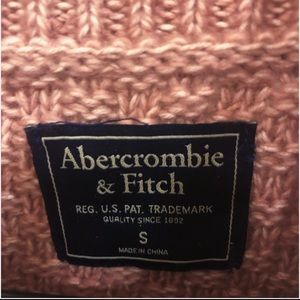 Abercrombie
& Fitch
REG. U.S. PAT. TRADEMARK
QUALITY SINCE 1892
S
MADE IN CHINA